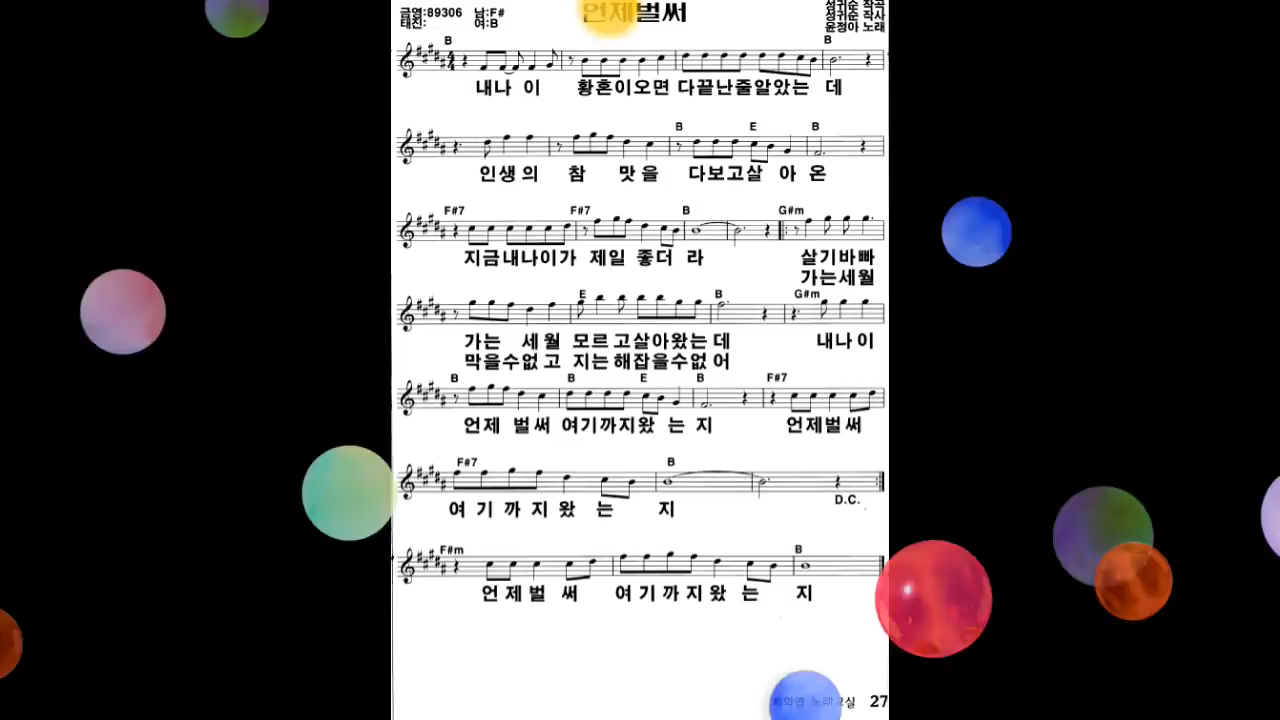 금영:89306 남:F#
태진: 여:B
언제벌써
성귀순 작곡
성귀순 작사
윤정아 노래
B B
내나 이 황혼이오면 다끝난줄알았는 데
B E B
인생의 참 맛을 다보고살 아 온
F#7 F#7 B G#m
지금내나이가 제일 좋더 라 살기바빠
가는세월
E B G#m
가는 세월 모르고살아왔는데 내나이
막을수없고 지는해잡을수없어
B B E B F#7
언제 벌써 여기까지왔 는 지 언제벌써
F#7 B
여기까지왔 는 지
D.C.
F#m B
언제벌 써 여기까지왔 는 지
노래교실 27